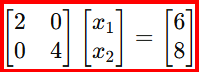 [2 0; 0 4] [x₁; x₂] = [6; 8]